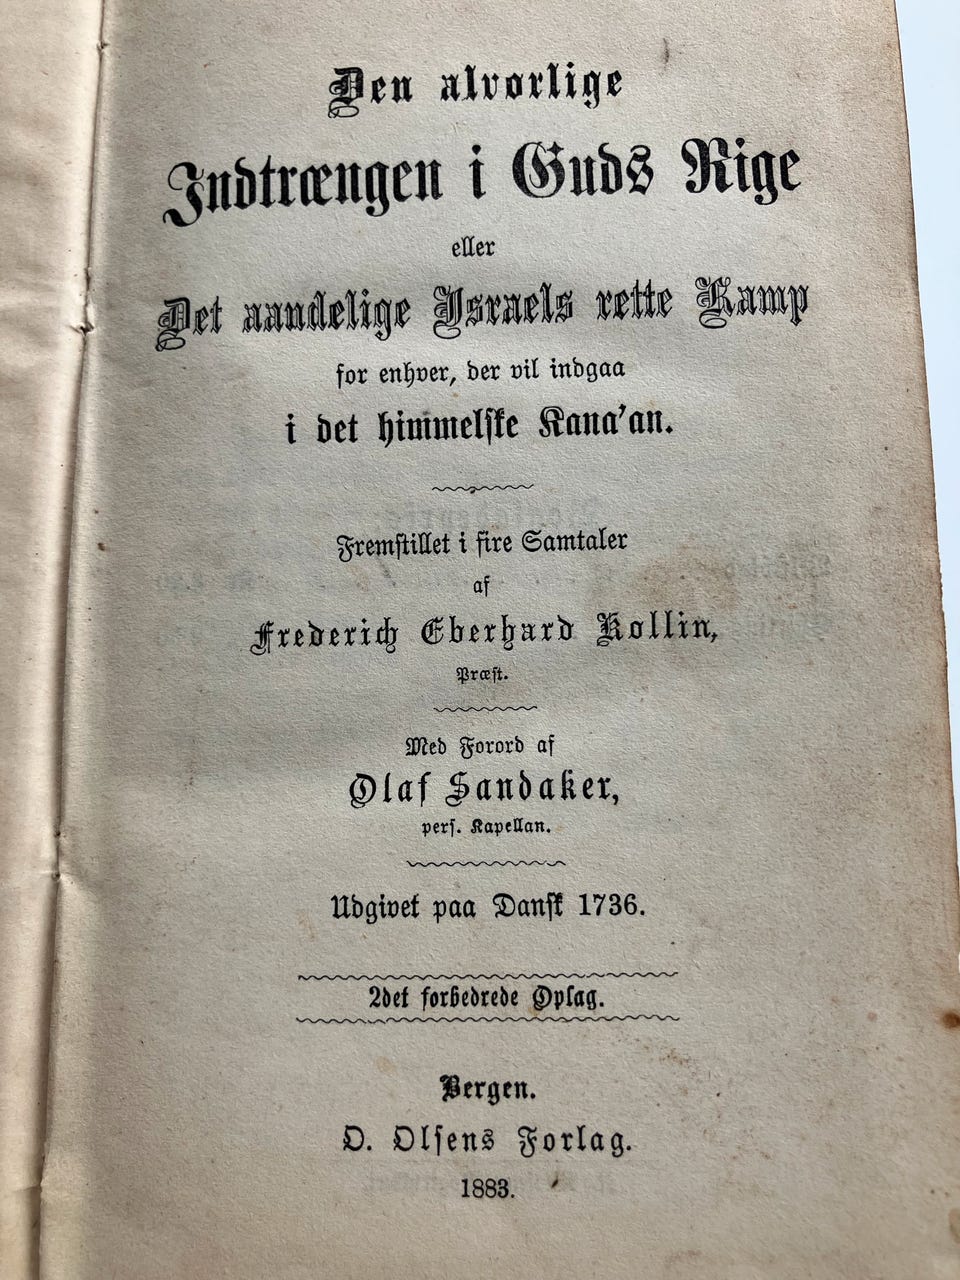 Den alvorlige
Indtrængen i Guds Rige
eller
Det aandelige Israels rette Kamp
for enhver, der vil indgaa
i det himmelske Kana'an.
Fremstillet i fire Samtaler
af
Frederich Eberhard Kollin,
Præst.
Med Forord af
Olaf Sandaker,
pers. Kapellan.
Udgivet paa Dansk 1736.
2det forbedrede Oplag.
Bergen.
O. Olsens Forlag.
1883.